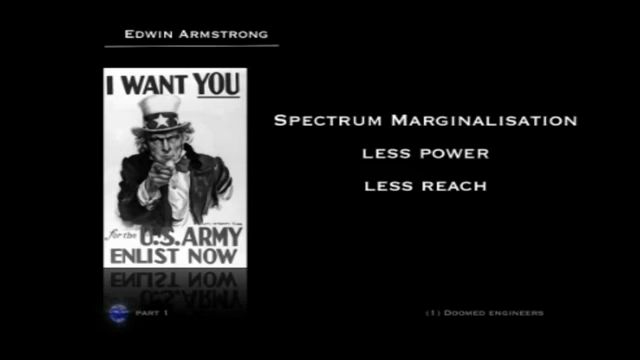 EDWIN ARMSTRONG
I WANT YOU
for the U.S. ARMY
ENLIST NOW
SPECTRUM MARGINALISATION
LESS POWER
LESS REACH
PART 1
(1) DOOMED ENGINEERS